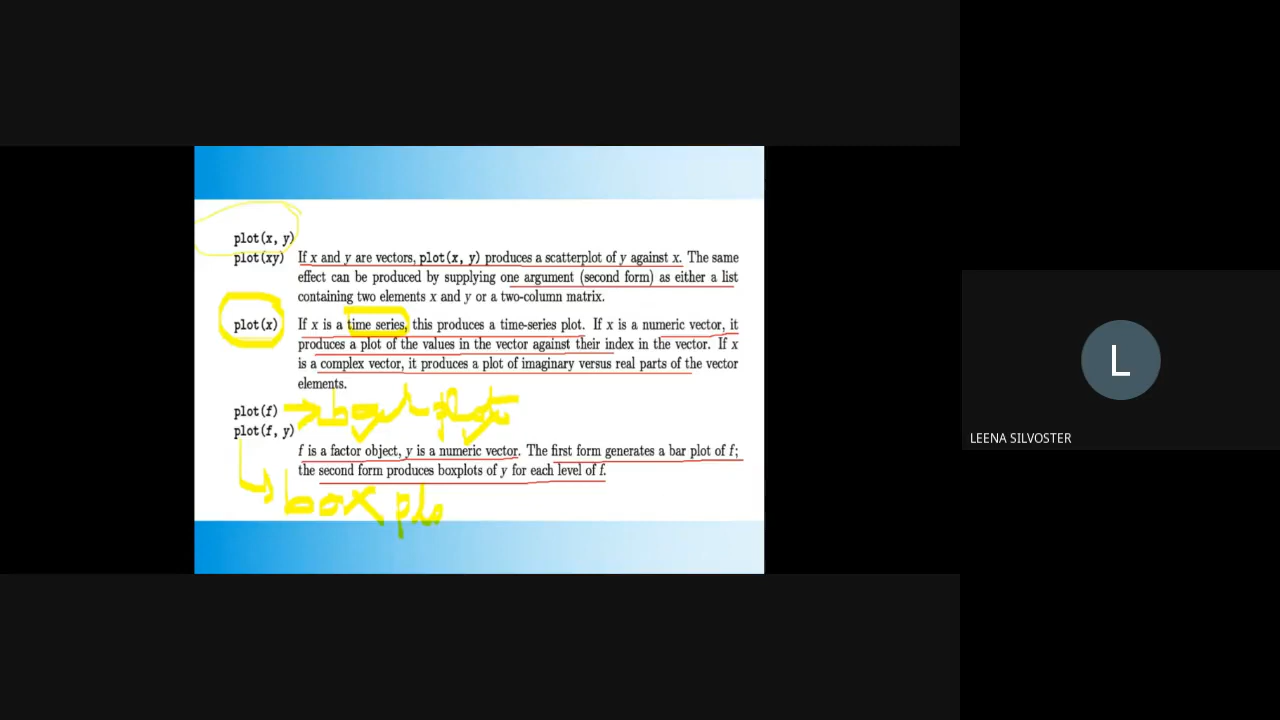 plot(x, y)
plot(xy) If x and y are vectors, plot(x, y) produces a scatterplot of y against x. The same
effect can be produced by supplying one argument (second form) as either a list
containing two elements x and y or a two-column matrix.
plot(x) If x is a time series, this produces a time-series plot. If x is a numeric vector, it
produces a plot of the values in the vector against their index in the vector. If x
is a complex vector, it produces a plot of imaginary versus real parts of the vector
elements.
plot(f) → bar plot
plot(f, y)
f is a factor object, y is a numeric vector. The first form generates a bar plot of f;
the second form produces boxplots of y for each level of f.
box plo
L
LEENA SILVOSTER